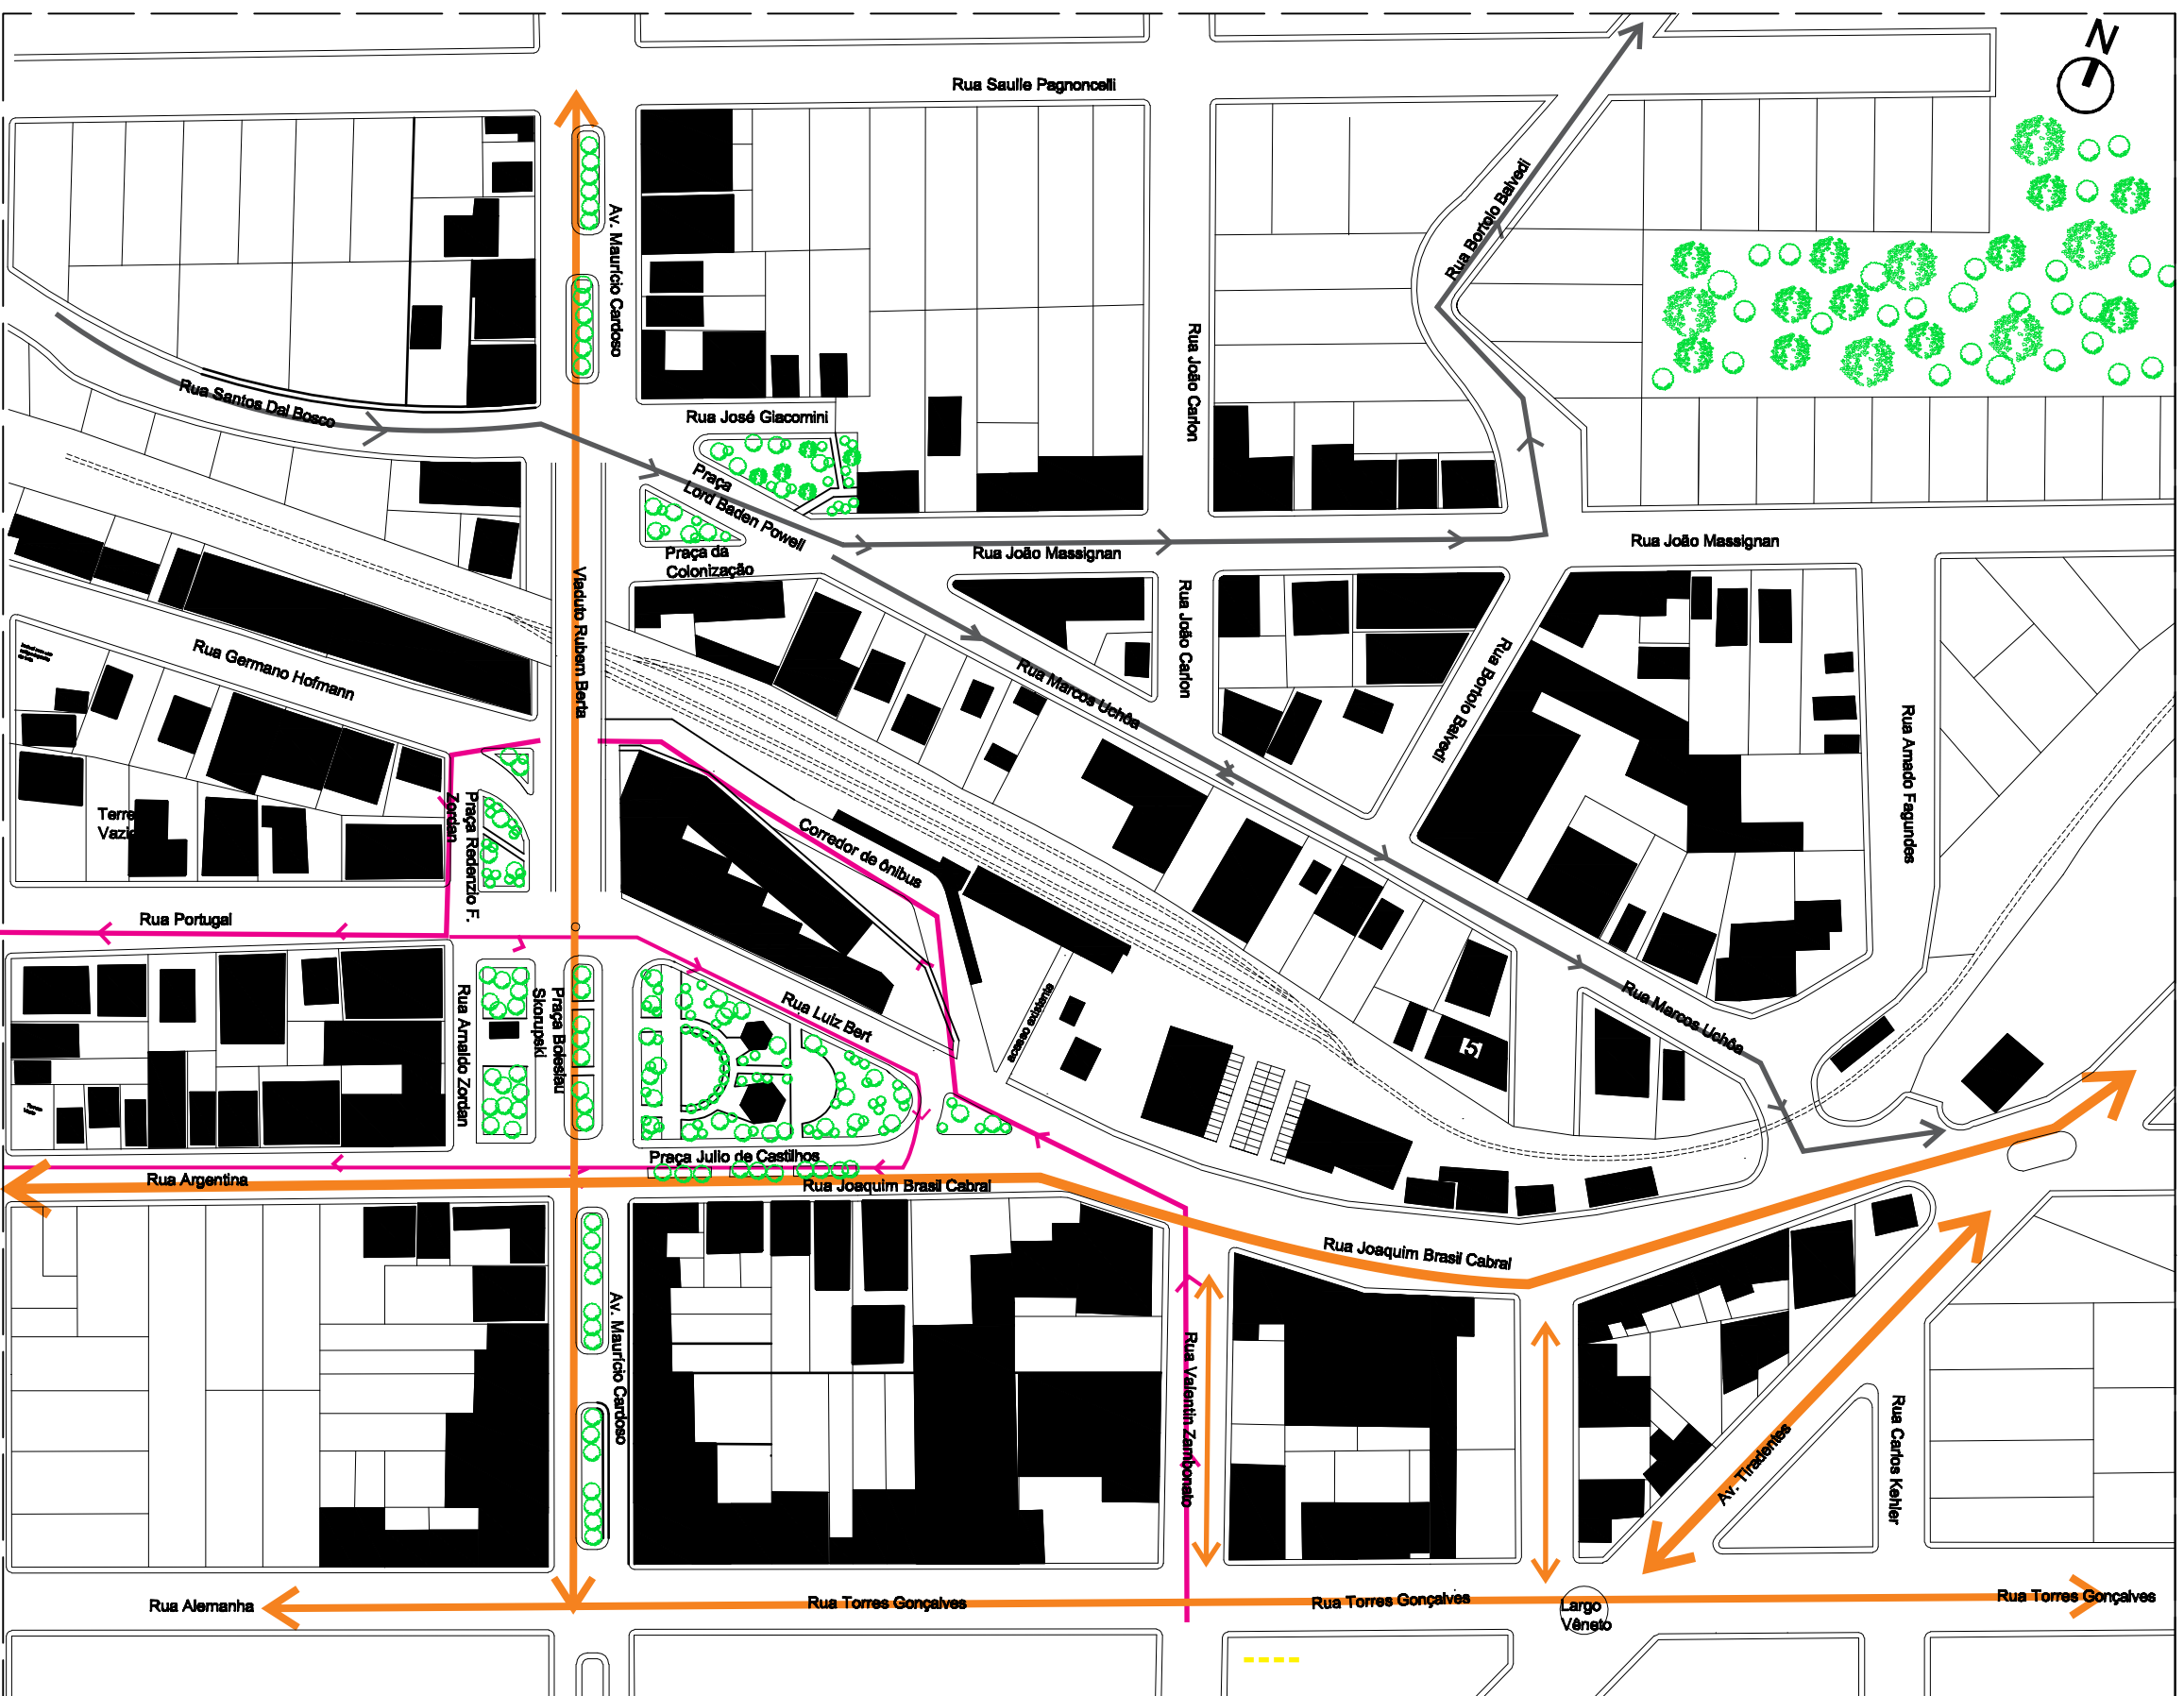 N
Rua Saulle Pagnoncelli
Rua Bortolo Balvedi
Av. Maurício Cardoso
Rua João Carlon
Rua Santos Dal Bosco
Rua José Giacomini
Praça
Lord Baden Powell
Praça da
Colonização
Rua João Massignan
Rua João Massignan
Viaduto Rubem Berta
Rua João Carlon
Rua Germano Hofmann
Rua Marcos Uchôa
Rua Bortolo Balvedi
Rua Amado Fagundes
Praça Redenzio F.
Zordan
Corredor de ônibus
Rua Portugal
Rua Arnaldo Zordan
Praça Boleslau
Skorupski
Rua Luiz Bert
acesso existente
Rua Marcos Uchôa
5
Praça Julio de Castilhos
Rua Argentina
Rua Joaquim Brasil Cabral
Rua Joaquim Brasil Cabral
Av. Maurício Cardoso
Rua Valentin Zambonato
Av. Tiradentes
Rua Carlos Kehler
Rua Alemanha
Rua Torres Gonçalves
Rua Torres Gonçalves
Rua Torres Gonçalves
Largo
Vêneto